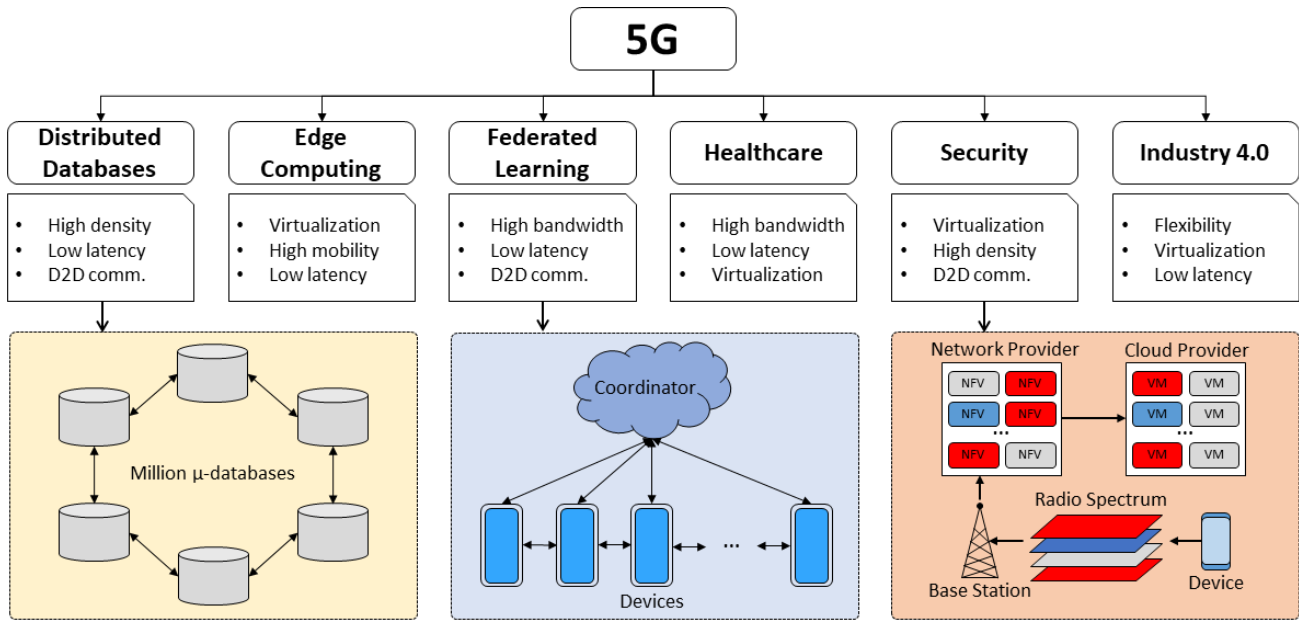 5G
Distributed
Databases
Edge
Computing
Federated
Learning
Healthcare
Security
Industry 4.0
• High density
• Low latency
• D2D comm.
• Virtualization
• High mobility
• Low latency
• High bandwidth
• Low latency
• D2D comm.
• High bandwidth
• Low latency
• Virtualization
• Virtualization
• High density
• D2D comm.
• Flexibility
• Virtualization
• Low latency
Million μ-databases
Coordinator
...
Devices
Network Provider
NFV NFV
NFV NFV
...
NFV NFV
Cloud Provider
VM VM
VM VM
...
VM VM
Radio Spectrum
Base Station
Device